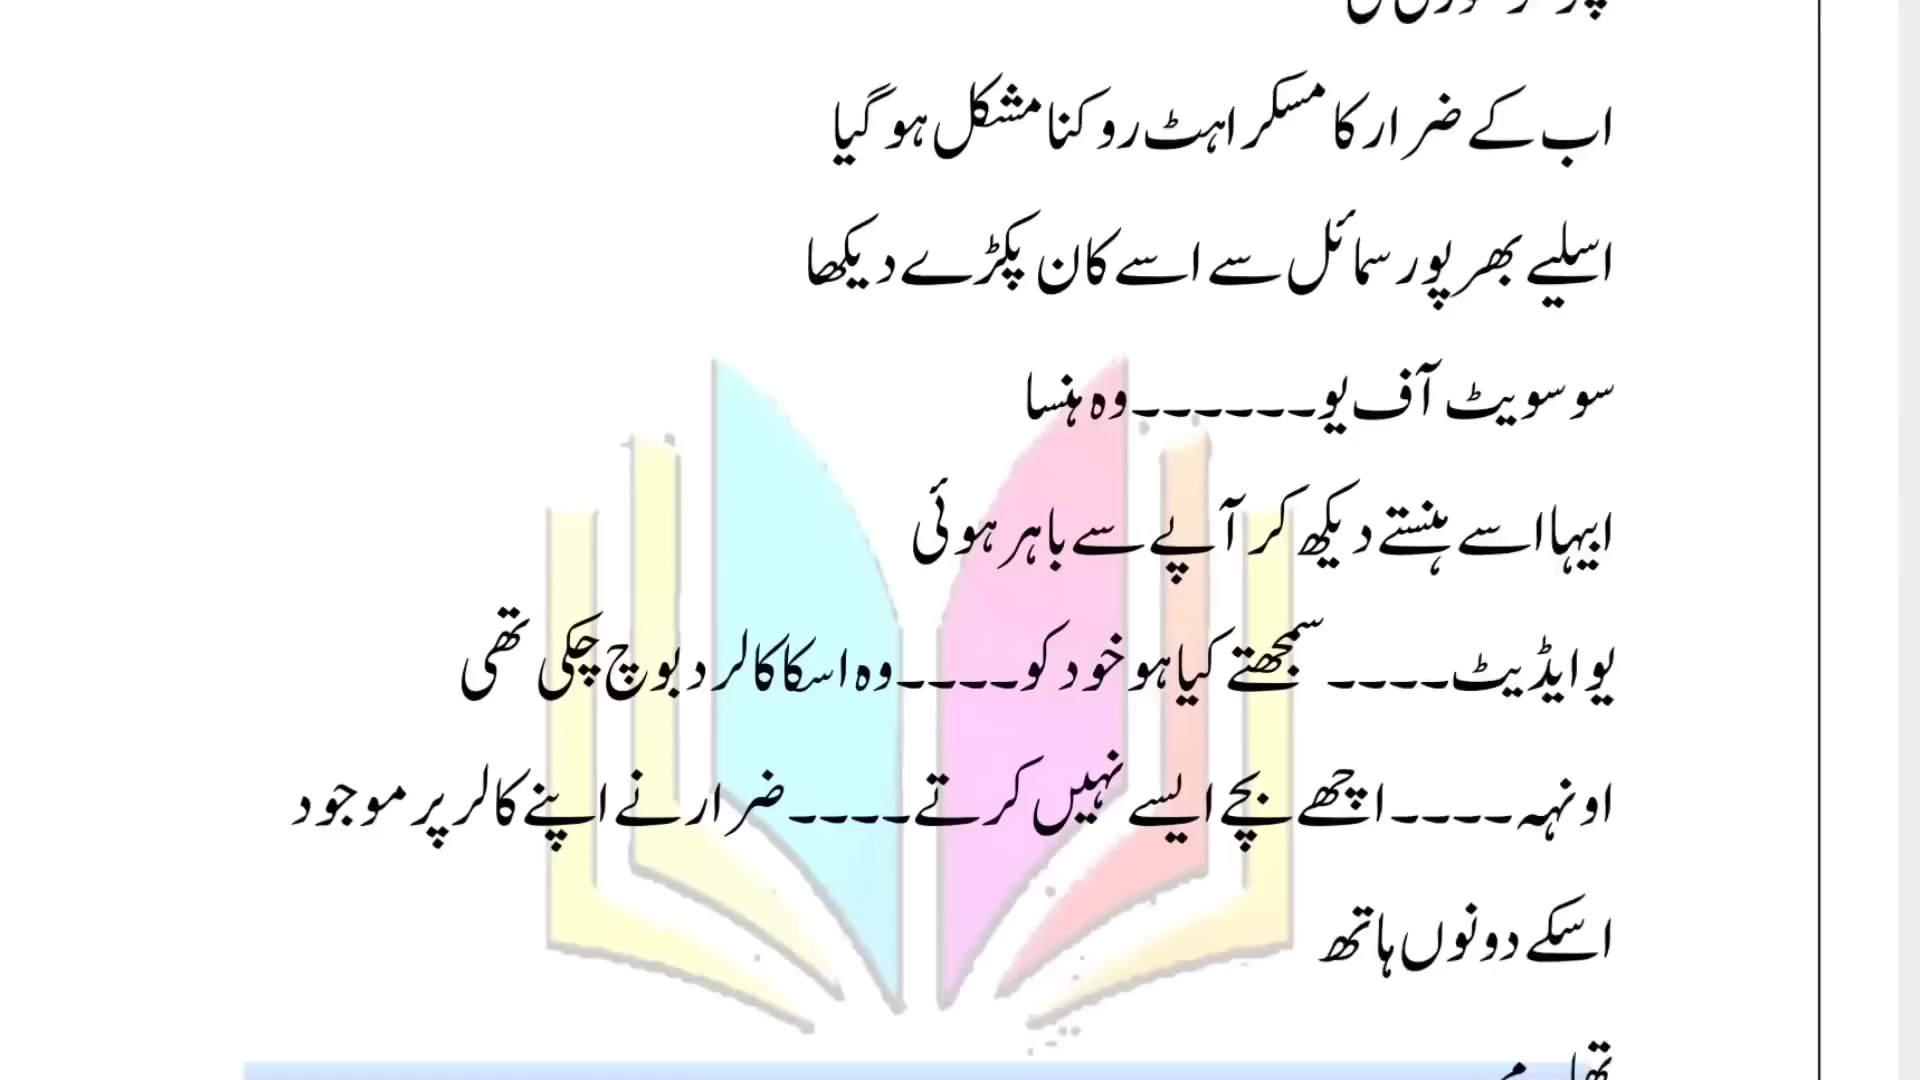 اب کے ضرار کا مسکراہٹ روکنا مشکل ہو گیا
اسلیے بھرپور سمائل سے اسے کان پکڑے دیکھا
سو سویٹ آف یو۔۔۔۔۔۔ وہ ہنسا
ابیہا اسے ہنستے دیکھ کر آپے سے باہر ہوئی
یو ایڈیٹ۔۔۔۔ سمجھتے کیا ہو خود کو۔۔۔۔ وہ اسکا کالر دبوچ چکی تھی
اونہہ۔۔۔۔ اچھے بچے ایسے نہیں کرتے۔۔۔۔ ضرار نے اپنے کالر پر موجود
اسکے دونوں ہاتھ